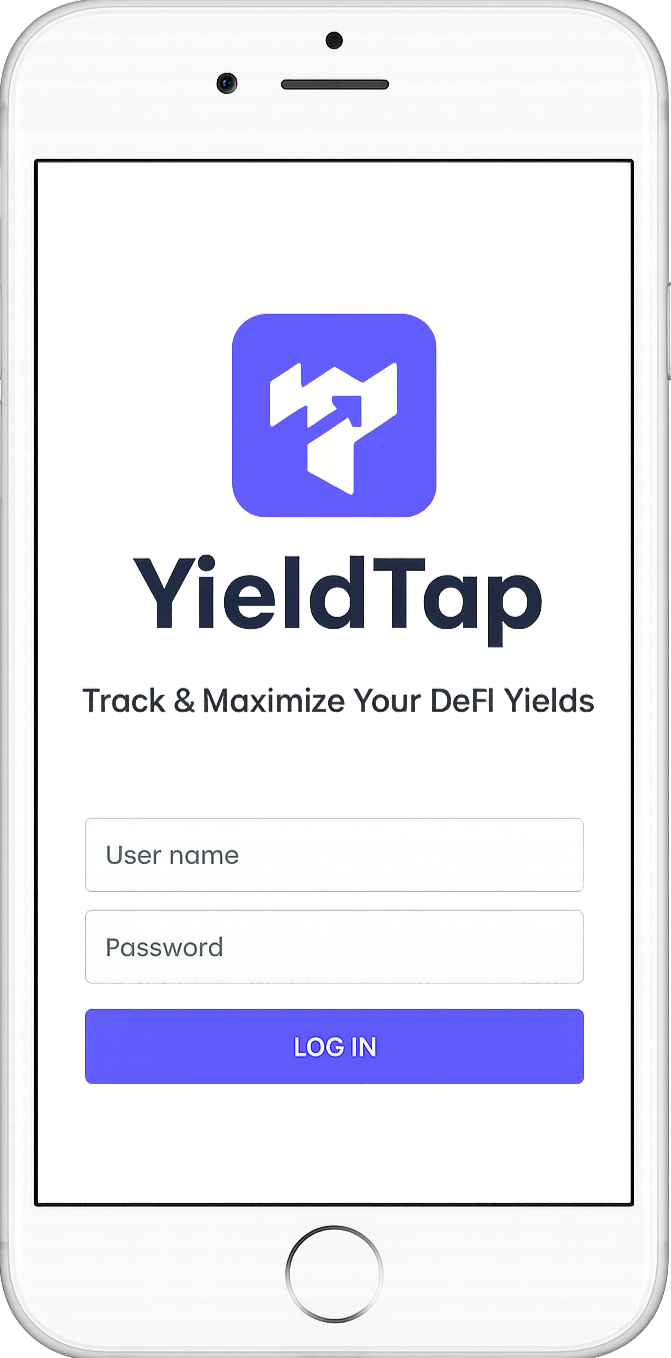 YieldTap
Track & Maximize Your DeFI Yields
User name
Password
LOG IN